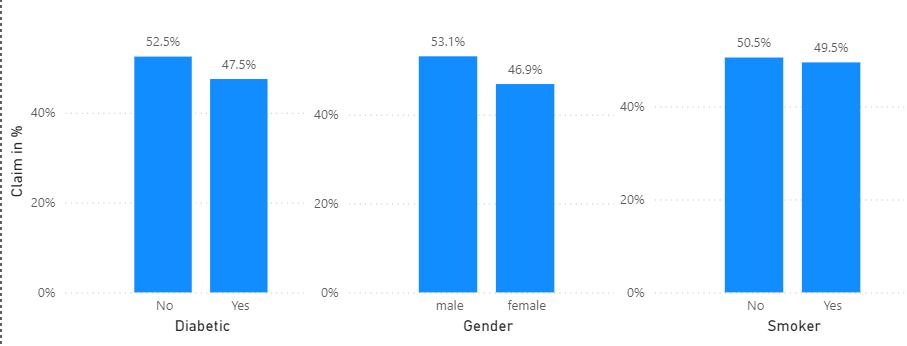 Claim in %
52.5%
47.5%
40%
20%
0%
No Yes
Diabetic
53.1%
46.9%
40%
20%
0%
male female
Gender
50.5%
49.5%
40%
20%
0%
No Yes
Smoker